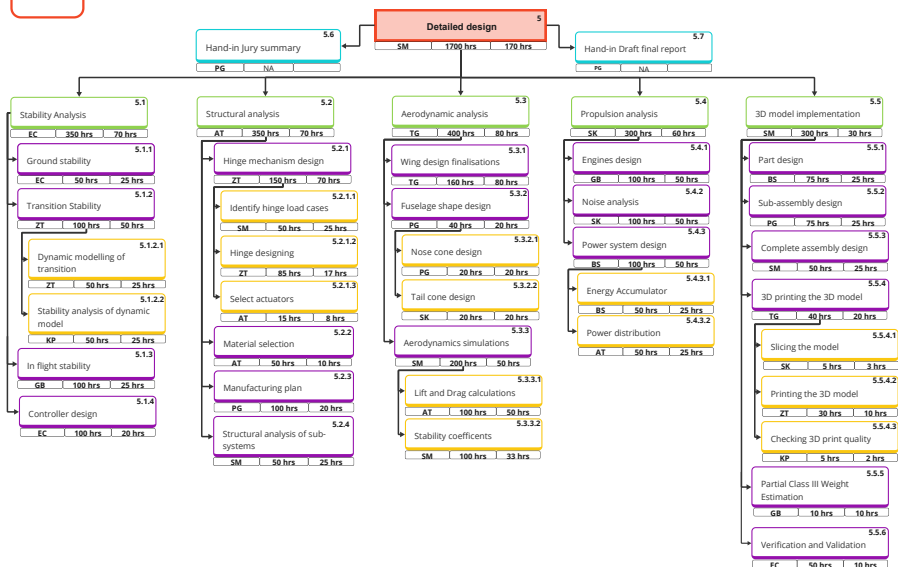 5
Detailed design
SM 1700 hrs 170 hrs
5.6
Hand-in Jury summary
PG NA
5.7
Hand-in Draft final report
PG NA
5.1
Stability Analysis
EC 350 hrs 70 hrs
5.1.1
Ground stability
EC 50 hrs 25 hrs
5.1.2
Transition Stability
ZT 100 hrs 50 hrs
5.1.2.1
Dynamic modelling of
transition
ZT 50 hrs 25 hrs
5.1.2.2
Stability analysis of dynamic
model
KP 50 hrs 25 hrs
5.1.3
In flight stability
GB 100 hrs 25 hrs
5.1.4
Controller design
EC 100 hrs 20 hrs
5.2
Structural analysis
AT 350 hrs 70 hrs
5.2.1
Hinge mechanism design
ZT 150 hrs 70 hrs
5.2.1.1
Identify hinge load cases
SM 50 hrs 25 hrs
5.2.1.2
Hinge designing
ZT 85 hrs 17 hrs
5.2.1.3
Select actuators
AT 15 hrs 8 hrs
5.2.2
Material selection
AT 50 hrs 10 hrs
5.2.3
Manufacturing plan
PG 100 hrs 20 hrs
5.2.4
Structural analysis of sub-
systems
SM 50 hrs 25 hrs
5.3
Aerodynamic analysis
TG 400 hrs 80 hrs
5.3.1
Wing design finalisations
TG 160 hrs 80 hrs
5.3.2
Fuselage shape design
PG 40 hrs 20 hrs
5.3.2.1
Nose cone design
PG 20 hrs 20 hrs
5.3.2.2
Tail cone design
SK 20 hrs 20 hrs
5.3.3
Aerodynamics simulations
SM 200 hrs 50 hrs
5.3.3.1
Lift and Drag calculations
AT 100 hrs 50 hrs
5.3.3.2
Stability coefficents
SM 100 hrs 33 hrs
5.4
Propulsion analysis
SK 300 hrs 60 hrs
5.4.1
Engines design
GB 100 hrs 50 hrs
5.4.2
Noise analysis
SK 100 hrs 50 hrs
5.4.3
Power system design
BS 100 hrs 50 hrs
5.4.3.1
Energy Accumulator
BS 50 hrs 25 hrs
5.4.3.2
Power distribution
AT 50 hrs 25 hrs
5.5
3D model implementation
SM 300 hrs 30 hrs
5.5.1
Part design
BS 75 hrs 25 hrs
5.5.2
Sub-assembly design
PG 75 hrs 25 hrs
5.5.3
Complete assembly design
SM 50 hrs 25 hrs
5.5.4
3D printing the 3D model
TG 40 hrs 20 hrs
5.5.4.1
Slicing the model
SK 5 hrs 3 hrs
5.5.4.2
Printing the 3D model
ZT 30 hrs 10 hrs
5.5.4.3
Checking 3D print quality
KP 5 hrs 2 hrs
5.5.5
Partial Class III Weight
Estimation
GB 10 hrs 10 hrs
5.5.6
Verification and Validation
EC 50 hrs 10 hrs